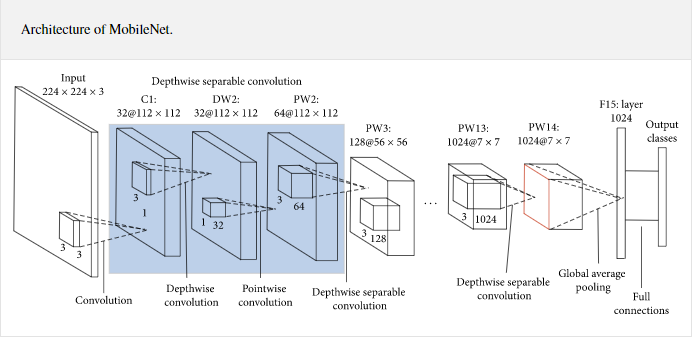 Architecture of MobileNet.
Input
224 × 224 × 3
Depthwise separable convolution
C1:
32@112 × 112
DW2:
32@112 × 112
PW2:
64@112 × 112
PW3:
128@56 × 56
PW13:
1024@7 × 7
PW14:
1024@7 × 7
F15: layer
1024
Output
classes
3
3
3
1
1
32
3
64
3
128
...
3
1024
Convolution
Depthwise
convolution
Pointwise
convolution
Depthwise separable
convolution
Depthwise separable
convolution
Global average
pooling
Full
connections